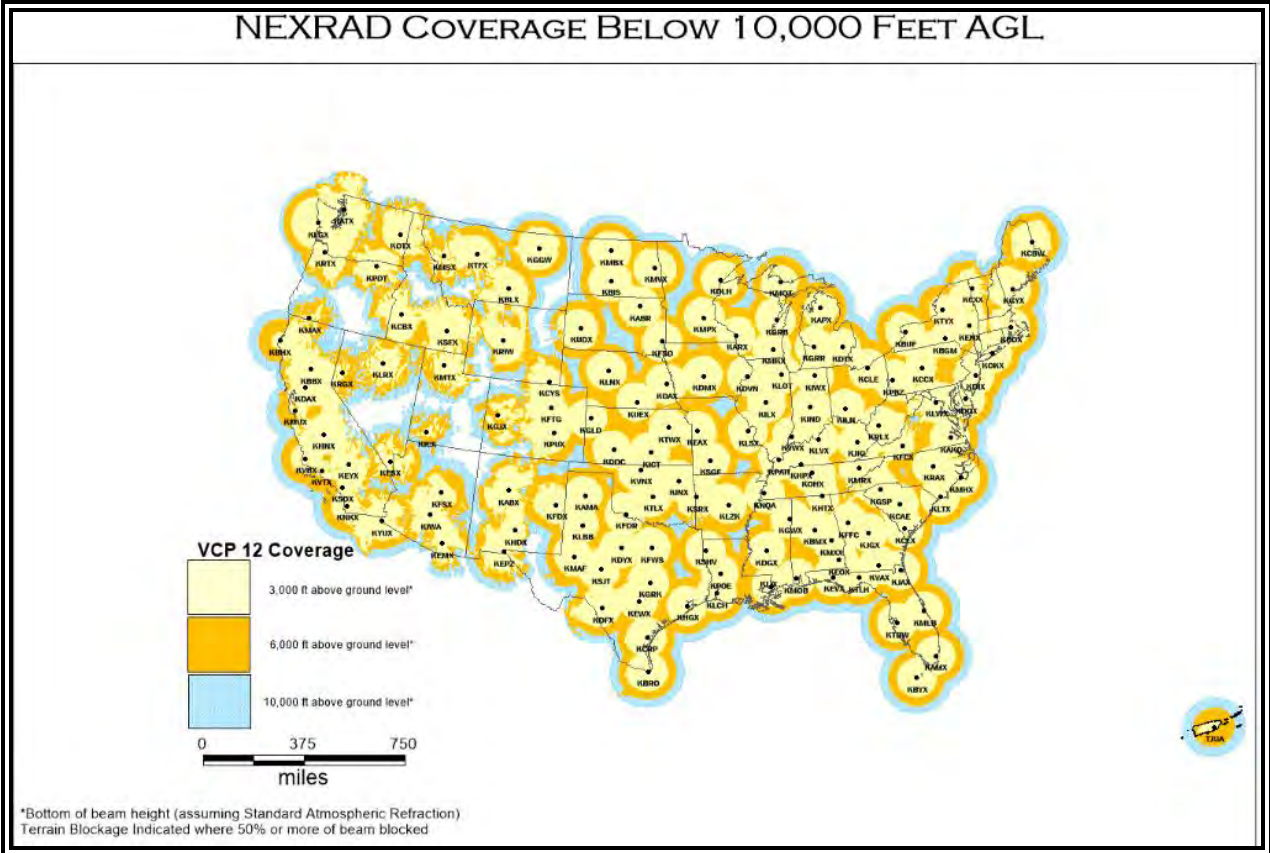 NEXRAD COVERAGE BELOW 10,000 FEET AGL
KATX
KLGX
KRTX
KOTX
KPDT
KMSX
KTFX
KGGW
KBLX
KMBX
KBIS
KMVX
KABR
KUDX
KFSD
KDLH
KMPX
KARX
KMQT
KGRB
KMKX
KAPX
KGRR
KDTX
KCBW
KGYX
KCXX
KTYX
KENX
KBGM
KBUF
KBOX
KOKX
KDIX
KDOX
KCCX
KPBZ
KCLE
KMAX
KBHX
KBBX
KRGX
KLRX
KCBX
KSFX
KMTX
KRIW
KCYS
KFTG
KPUX
KGJX
KICX
KDAX
KMUX
KHNX
KVBX
KVTX
KEYX
KESX
KSOX
KNKX
KYUX
KFSX
KIWA
KEMX
KABX
KHDX
KEPZ
KFDX
KAMA
KLBB
KMAF
KLNX
KUEX
KGLD
KDDC
KOAX
KDMX
KDVN
KLOT
KIWX
KILX
KIND
KILN
KLSX
KTWX
KEAX
KICT
KSGF
KVNX
KINX
KTLX
KFDR
KSRX
KLZK
KNQA
KPAH
KVWX
KHPX
KOHX
KLVX
KJKL
KRLX
KFCX
KLWX
KAKQ
KRAX
KMHX
KLTX
KMRX
KGSP
KCAE
KCLX
KHTX
KGWX
KBMX
KFFC
KJGX
KMXX
KEOX
KVAX
KJAX
KTLH
KEVX
KMOB
KLIX
KDGX
KSHV
KPOE
KLCH
KHGX
KDYX
KFWS
KSJT
KGRK
KEWX
KDFX
KCRP
KBRO
KTBW
KMLB
KAMX
KBYX
TJUA
VCP 12 Coverage
3,000 ft above ground level*
6,000 ft above ground level*
10,000 ft above ground level*
0 375 750
miles
*Bottom of beam height (assuming Standard Atmospheric Refraction)
Terrain Blockage Indicated where 50% or more of beam blocked